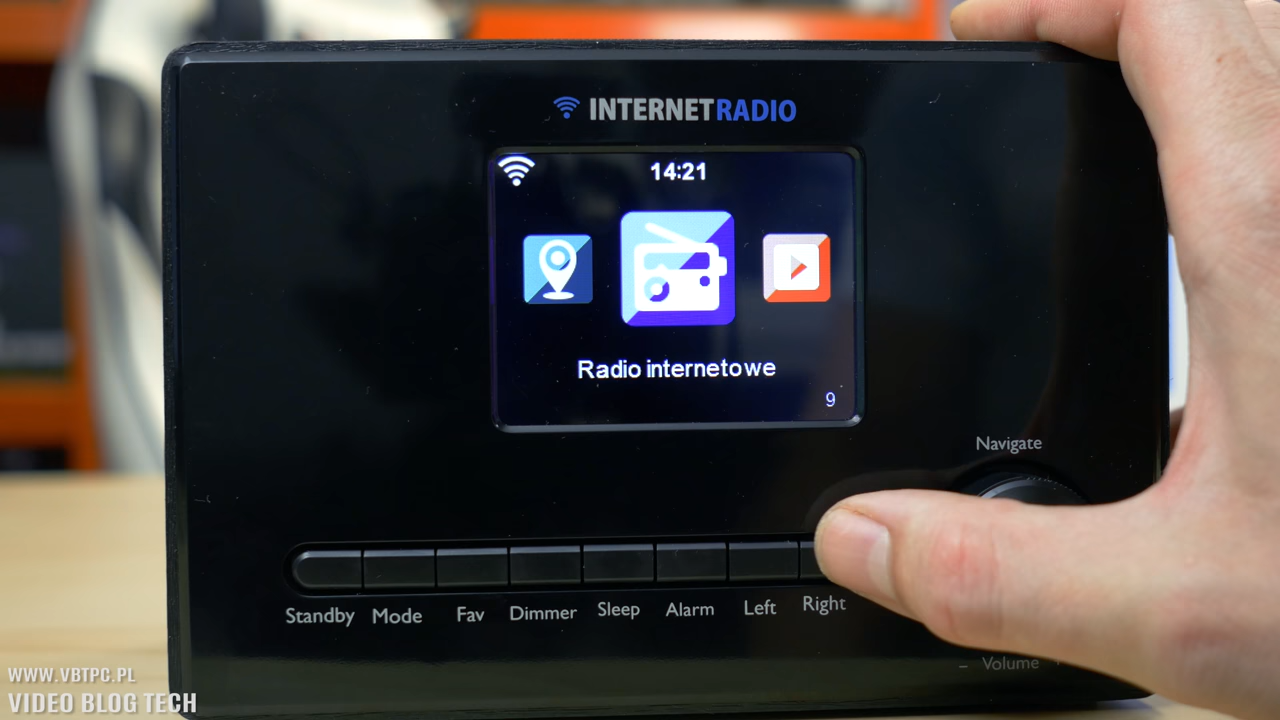 INTERNETRADIO
14:21
Radio internetowe
9
Navigate
Standby Mode Fav Dimmer Sleep Alarm Left Right
– Volume +
WWW.VBTPC.PL
VIDEO BLOG TECH